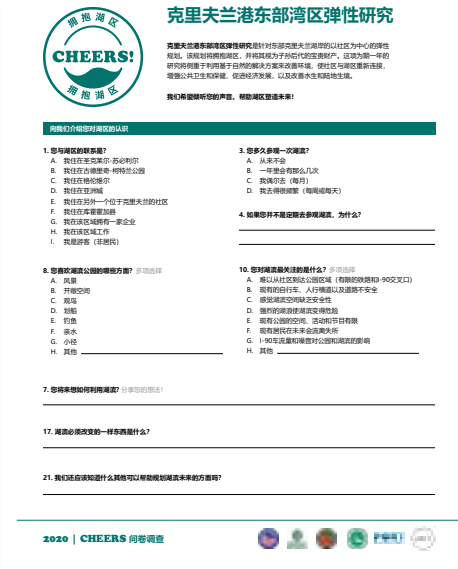 拥抱湖区
CHEERS!
拥抱湖区
克里夫兰港东部湾区弹性研究
克里夫兰港东部湾区弹性研究是针对东部克里夫兰湖岸的以社区为中心的弹性
规划。该规划将拥抱湖区，并将其视为子孙后代的宝贵财产。这项为期一年的
研究将侧重于利用基于自然的解决方案来改善环境，使社区与湖区重新连接，
增强公共卫生和保健，促进经济发展，以及改善水生和陆地生境。
我们希望倾听您的声音。帮助湖区塑造未来！
向我们介绍您对湖区的认识
1. 您与湖区的联系是？
A. 我住在圣克莱尔-苏必利尔
B. 我住在古德里奇-柯特兰公园
C. 我住在格伦维尔
D. 我住在亚洲城
E. 我住在另外一个位于克里夫兰的社区
F. 我住在库霍霍加县
G. 我在该区域拥有一家企业
H. 我在该区域工作
I. 我是游客（非居民）
3. 您多久参观一次湖滨？
A. 从来不会
B. 一年里会有那么几次
C. 我偶尔去（每月）
D. 我去得很频繁（每周或每天）
4. 如果您并不是定期去参观湖滨，为什么？
8. 您喜欢湖滨公园的哪些方面？多项选择
A. 风景
B. 开敞空间
C. 观鸟
D. 划船
E. 钓鱼
F. 亲水
G. 小径
H. 其他
10. 您对湖滨最关注的是什么？多项选择
A. 难以从社区到达公园区域（有限的铁路和I-90交叉口）
B. 现有的自行车、人行横道以及道路不安全
C. 感觉湖滨空间缺乏安全性
D. 强烈的湖浪使湖滨变得危险
E. 现有公园的空间、活动和节目有限
F. 现有居民在未来会流离失所
G. I-90车流量和噪音对公园和湖滨的影响
H. 其他
7. 您将来想如何利用湖滨？分享您的想法！
17. 湖滨必须改变的一样东西是什么？
21. 我们还应该知道什么其他可以帮助规划湖滨未来的方面吗？
2020 | CHEERS 问卷调查